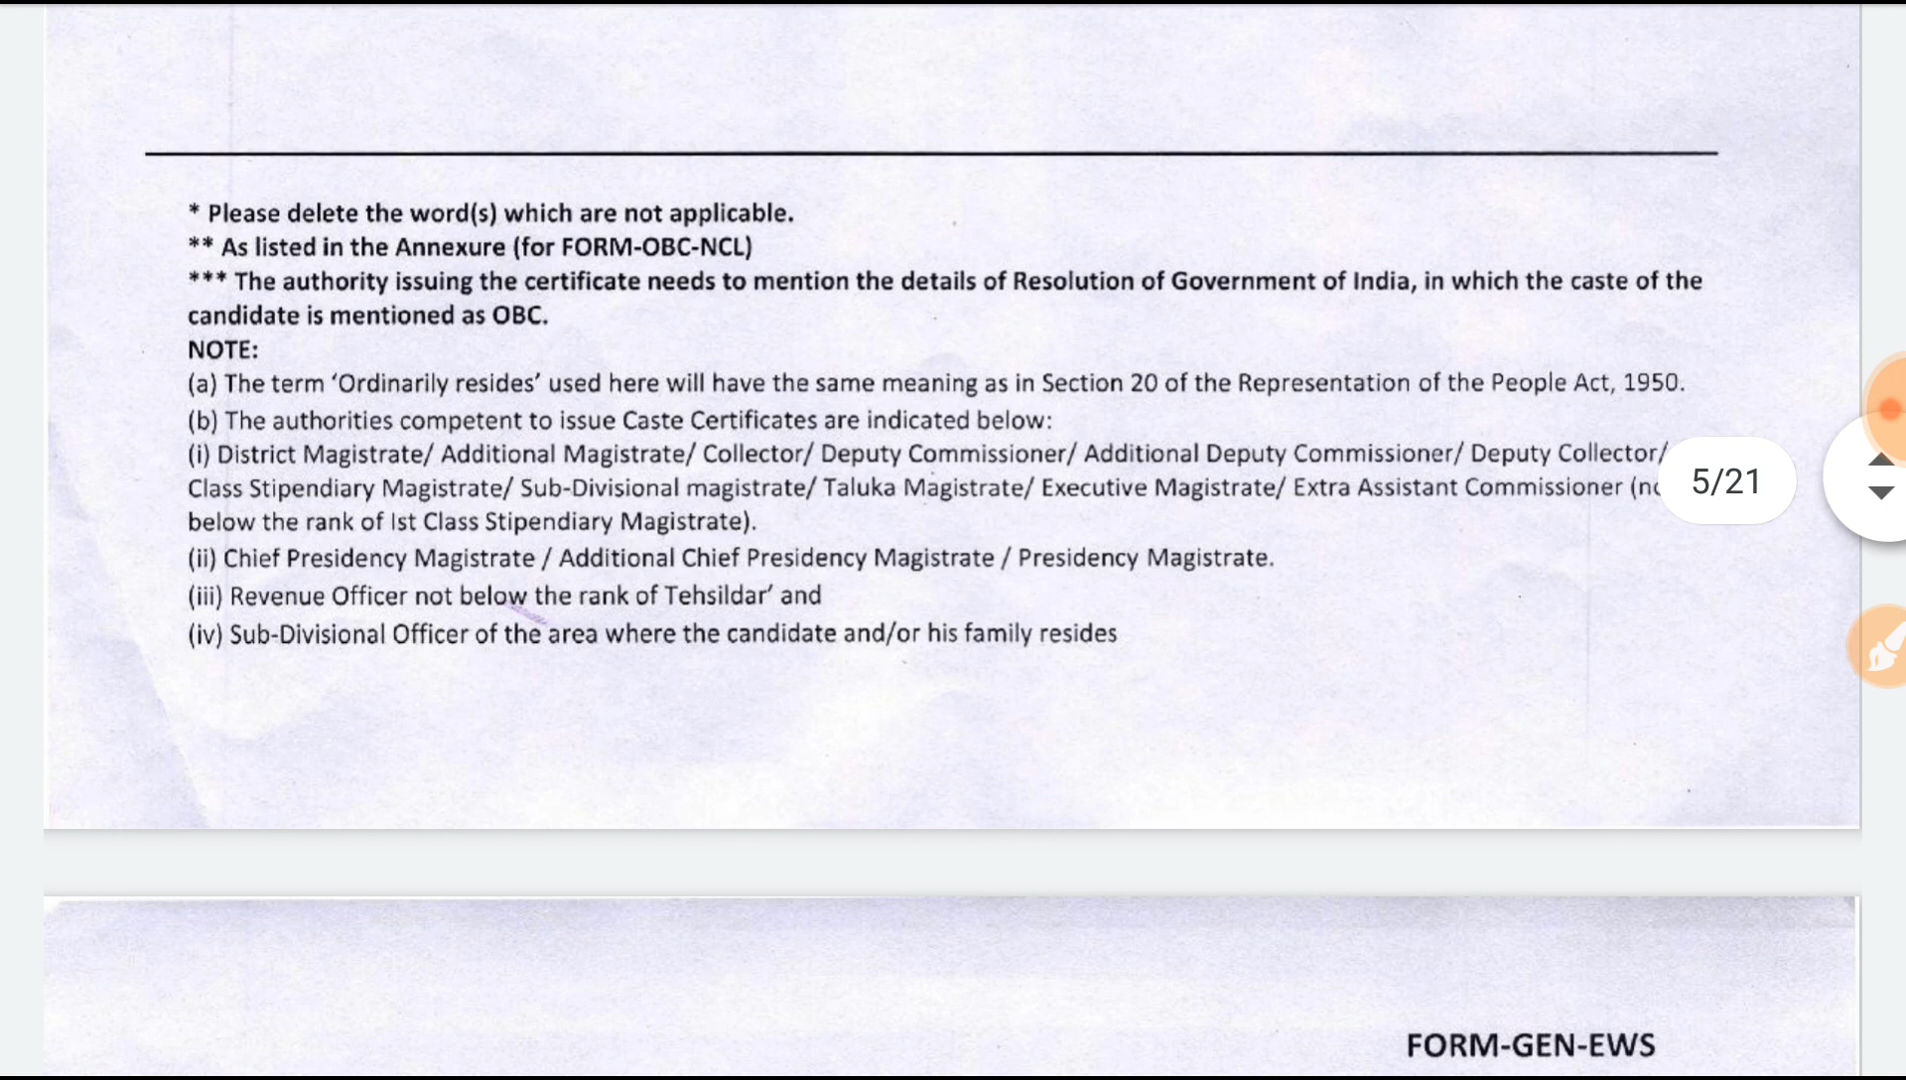 * Please delete the word(s) which are not applicable.
** As listed in the Annexure (for FORM-OBC-NCL)
*** The authority issuing the certificate needs to mention the details of Resolution of Government of India, in which the caste of the
candidate is mentioned as OBC.
NOTE:
(a) The term ‘Ordinarily resides’ used here will have the same meaning as in Section 20 of the Representation of the People Act, 1950.
(b) The authorities competent to issue Caste Certificates are indicated below:
(i) District Magistrate/ Additional Magistrate/ Collector/ Deputy Commissioner/ Additional Deputy Commissioner/ Deputy Collector/
5/21
Class Stipendiary Magistrate/ Sub-Divisional magistrate/ Taluka Magistrate/ Executive Magistrate/ Extra Assistant Commissioner
below the rank of Ist Class Stipendiary Magistrate).
(ii) Chief Presidency Magistrate / Additional Chief Presidency Magistrate / Presidency Magistrate.
(iii) Revenue Officer not below the rank of Tehsildar’ and
(iv) Sub-Divisional Officer of the area where the candidate and/or his family resides
FORM-GEN-EWS